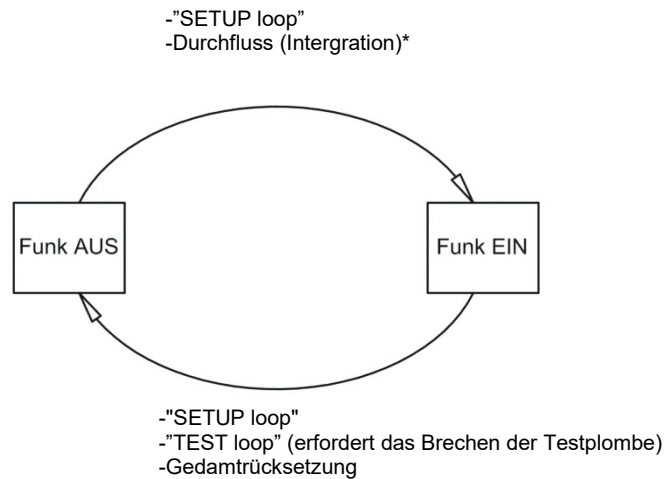 -”SETUP loop”
-Durchfluss (Intergration)*
Funk AUS
Funk EIN
-"SETUP loop"
-”TEST loop” (erfordert das Brechen der Testplombe)
-Gedamtrücksetzung